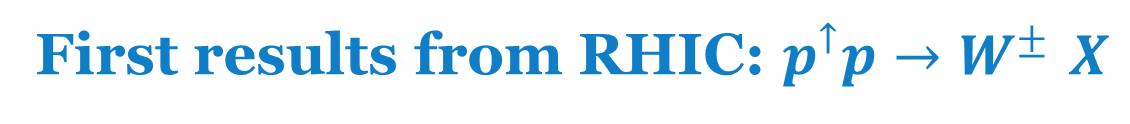 First results from RHIC: p↑p → W± X